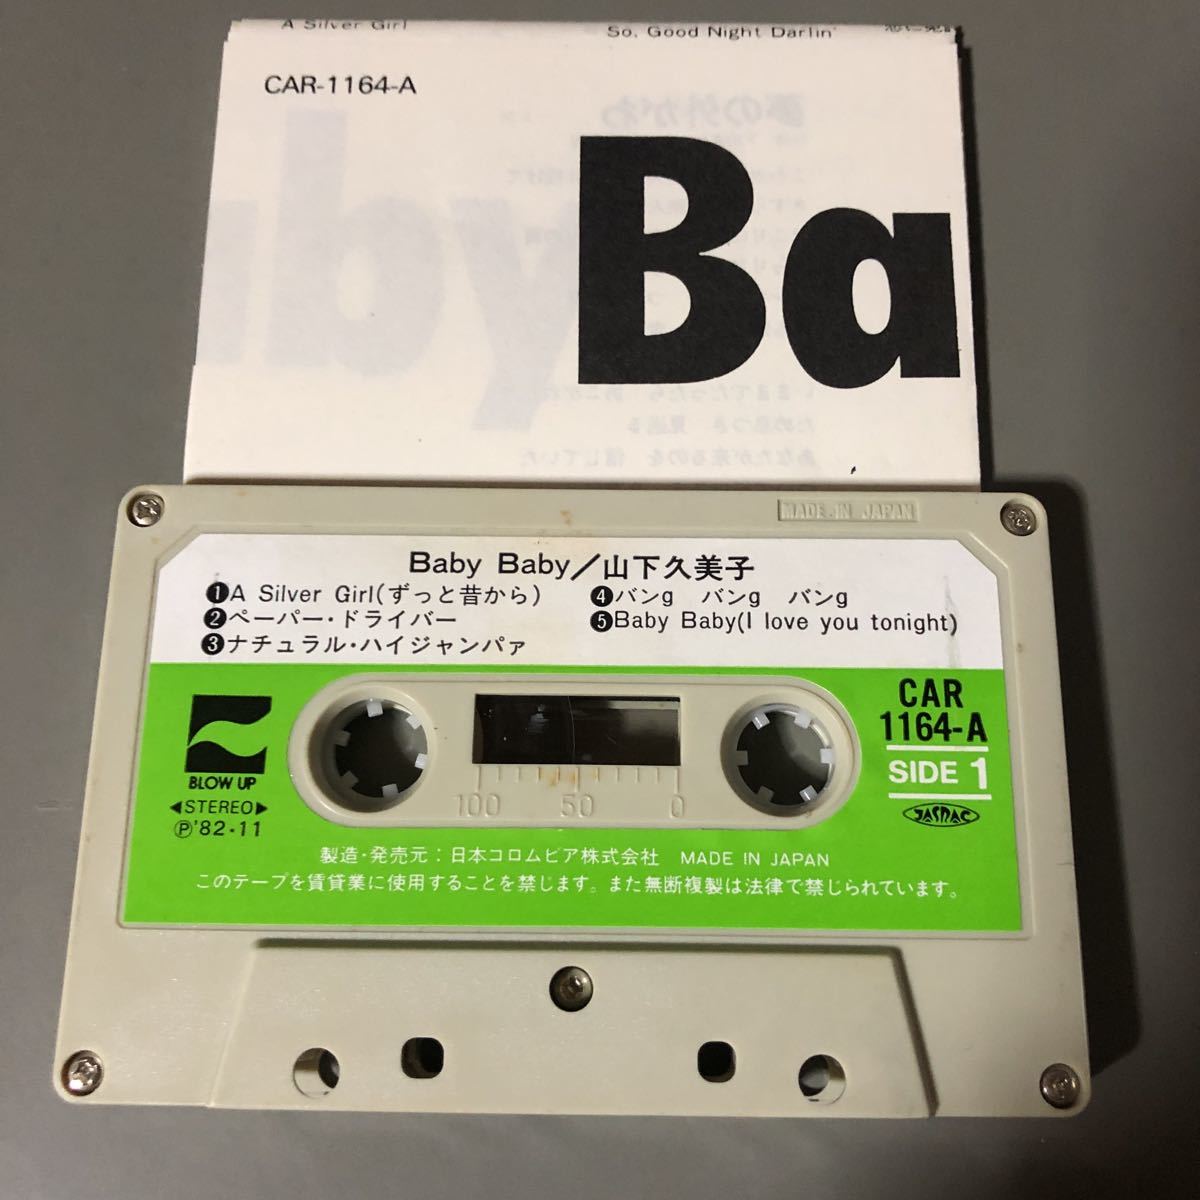 A Silver Girl
So, Good Night Darlin'
CAR-1164-A
Ba
MADE IN JAPAN
Baby Baby／山下久美子
❶A Silver Girl(ずっと昔から)
❷ペーパー・ドライバー
❸ナチュラル・ハイジャンパァ
❹バンg バンg バンg
❺Baby Baby(I love you tonight)
BLOW UP
◀STEREO▶
Ⓟ'82・11
100 50 0
CAR
1164-A
SIDE 1
JASRAC
製造・発売元：日本コロムビア株式会社 MADE IN JAPAN
このテープを賃貸業に使用することを禁じます。また無断複製は法律で禁じられています。